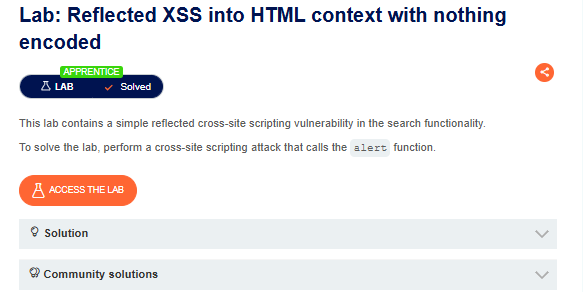 Lab: Reflected XSS into HTML context with nothing
encoded
APPRENTICE
LAB Solved
This lab contains a simple reflected cross-site scripting vulnerability in the search functionality.
To solve the lab, perform a cross-site scripting attack that calls the alert function.
ACCESS THE LAB
Solution
Community solutions